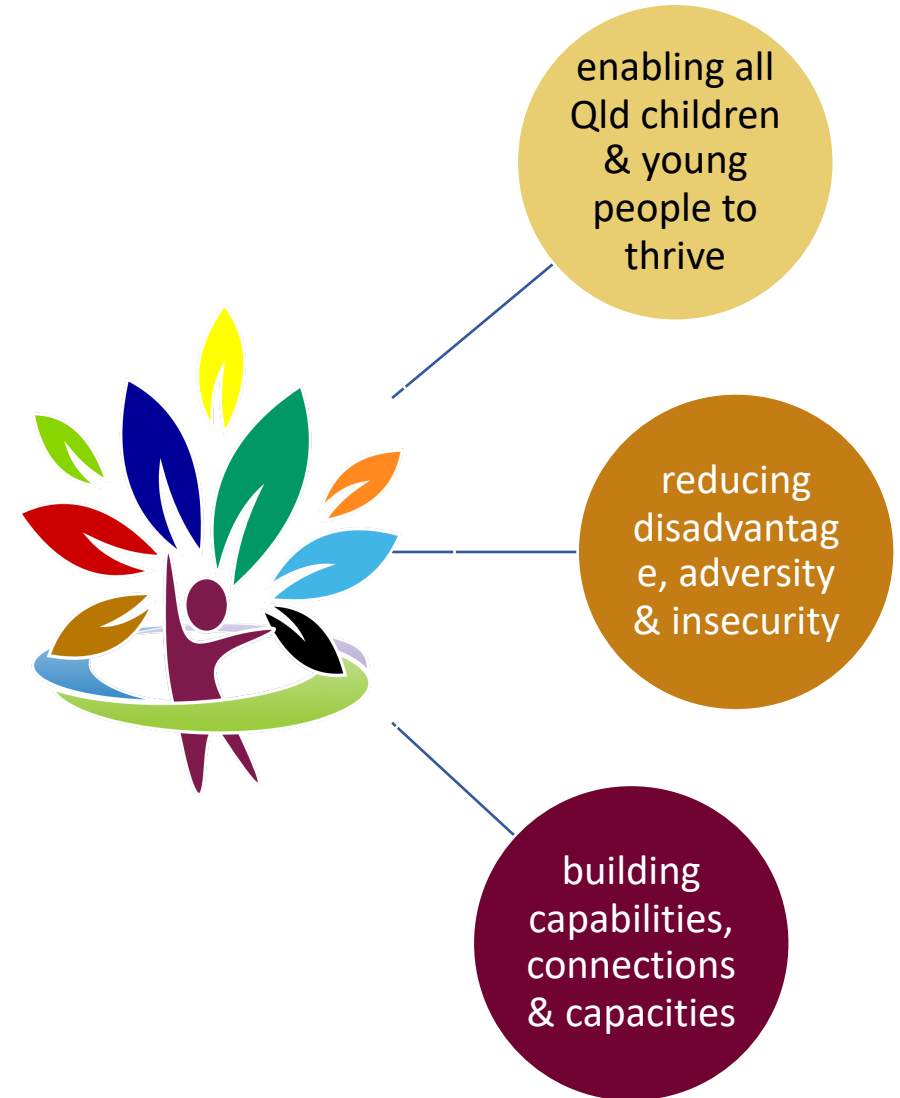 enabling all
Qld children
& young
people to
thrive
reducing
disadvantag
e, adversity
& insecurity
building
capabilities,
connections
& capacities